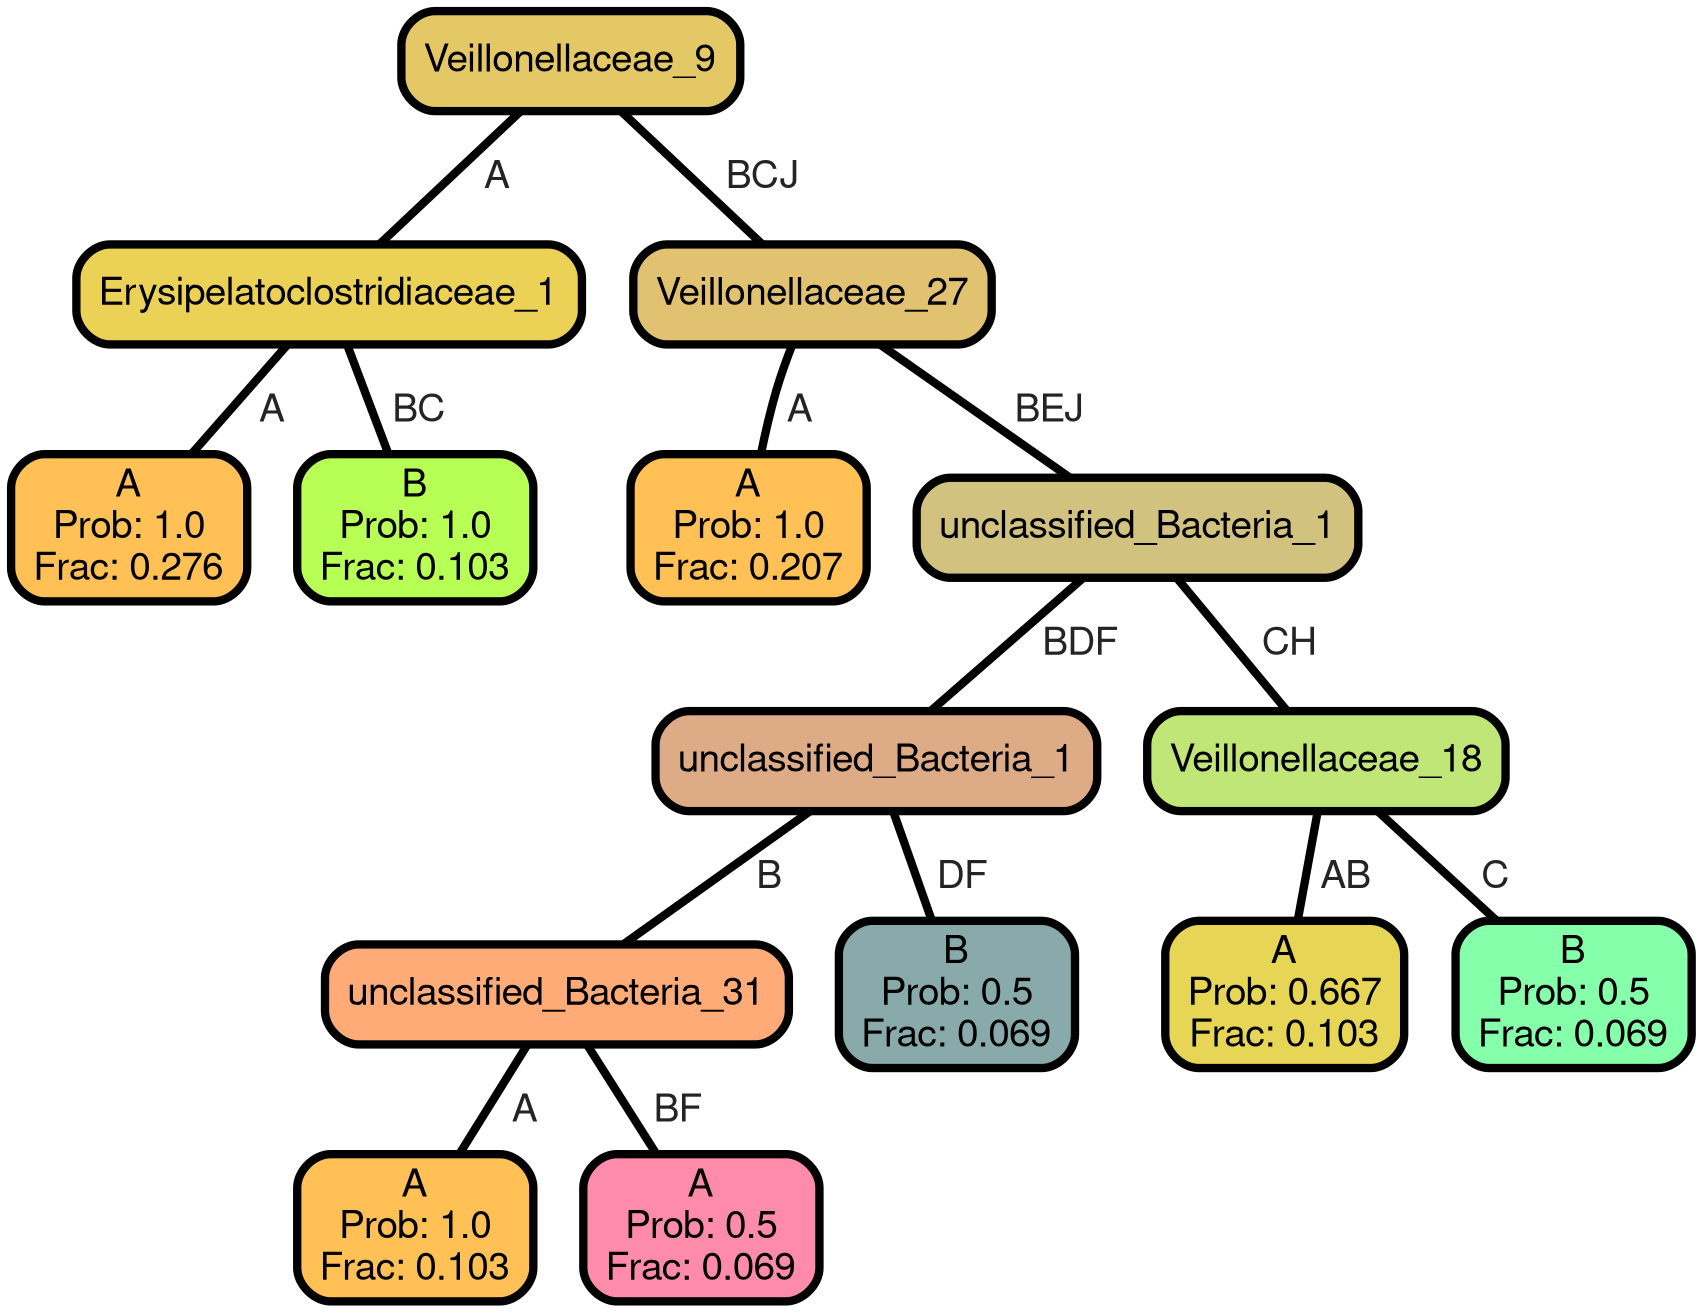 Veillonellaceae_9
A
BCJ
Erysipelatoclostridiaceae_1
Veillonellaceae_27
A
BC
A
BEJ
A
Prob: 1.0
Frac: 0.276
B
Prob: 1.0
Frac: 0.103
A
Prob: 1.0
Frac: 0.207
unclassified_Bacteria_1
BDF
CH
unclassified_Bacteria_1
Veillonellaceae_18
B
DF
AB
C
unclassified_Bacteria_31
B
Prob: 0.5
Frac: 0.069
A
Prob: 0.667
Frac: 0.103
B
Prob: 0.5
Frac: 0.069
A
BF
A
Prob: 1.0
Frac: 0.103
A
Prob: 0.5
Frac: 0.069